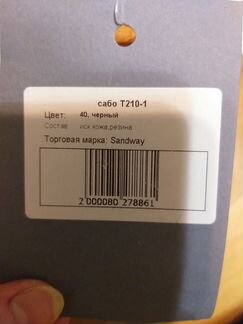 сабо Т210-1
Цвет: 40, черный
Состав иск.кожа,резина
Торговая марка: Sandway
2 000080 278861